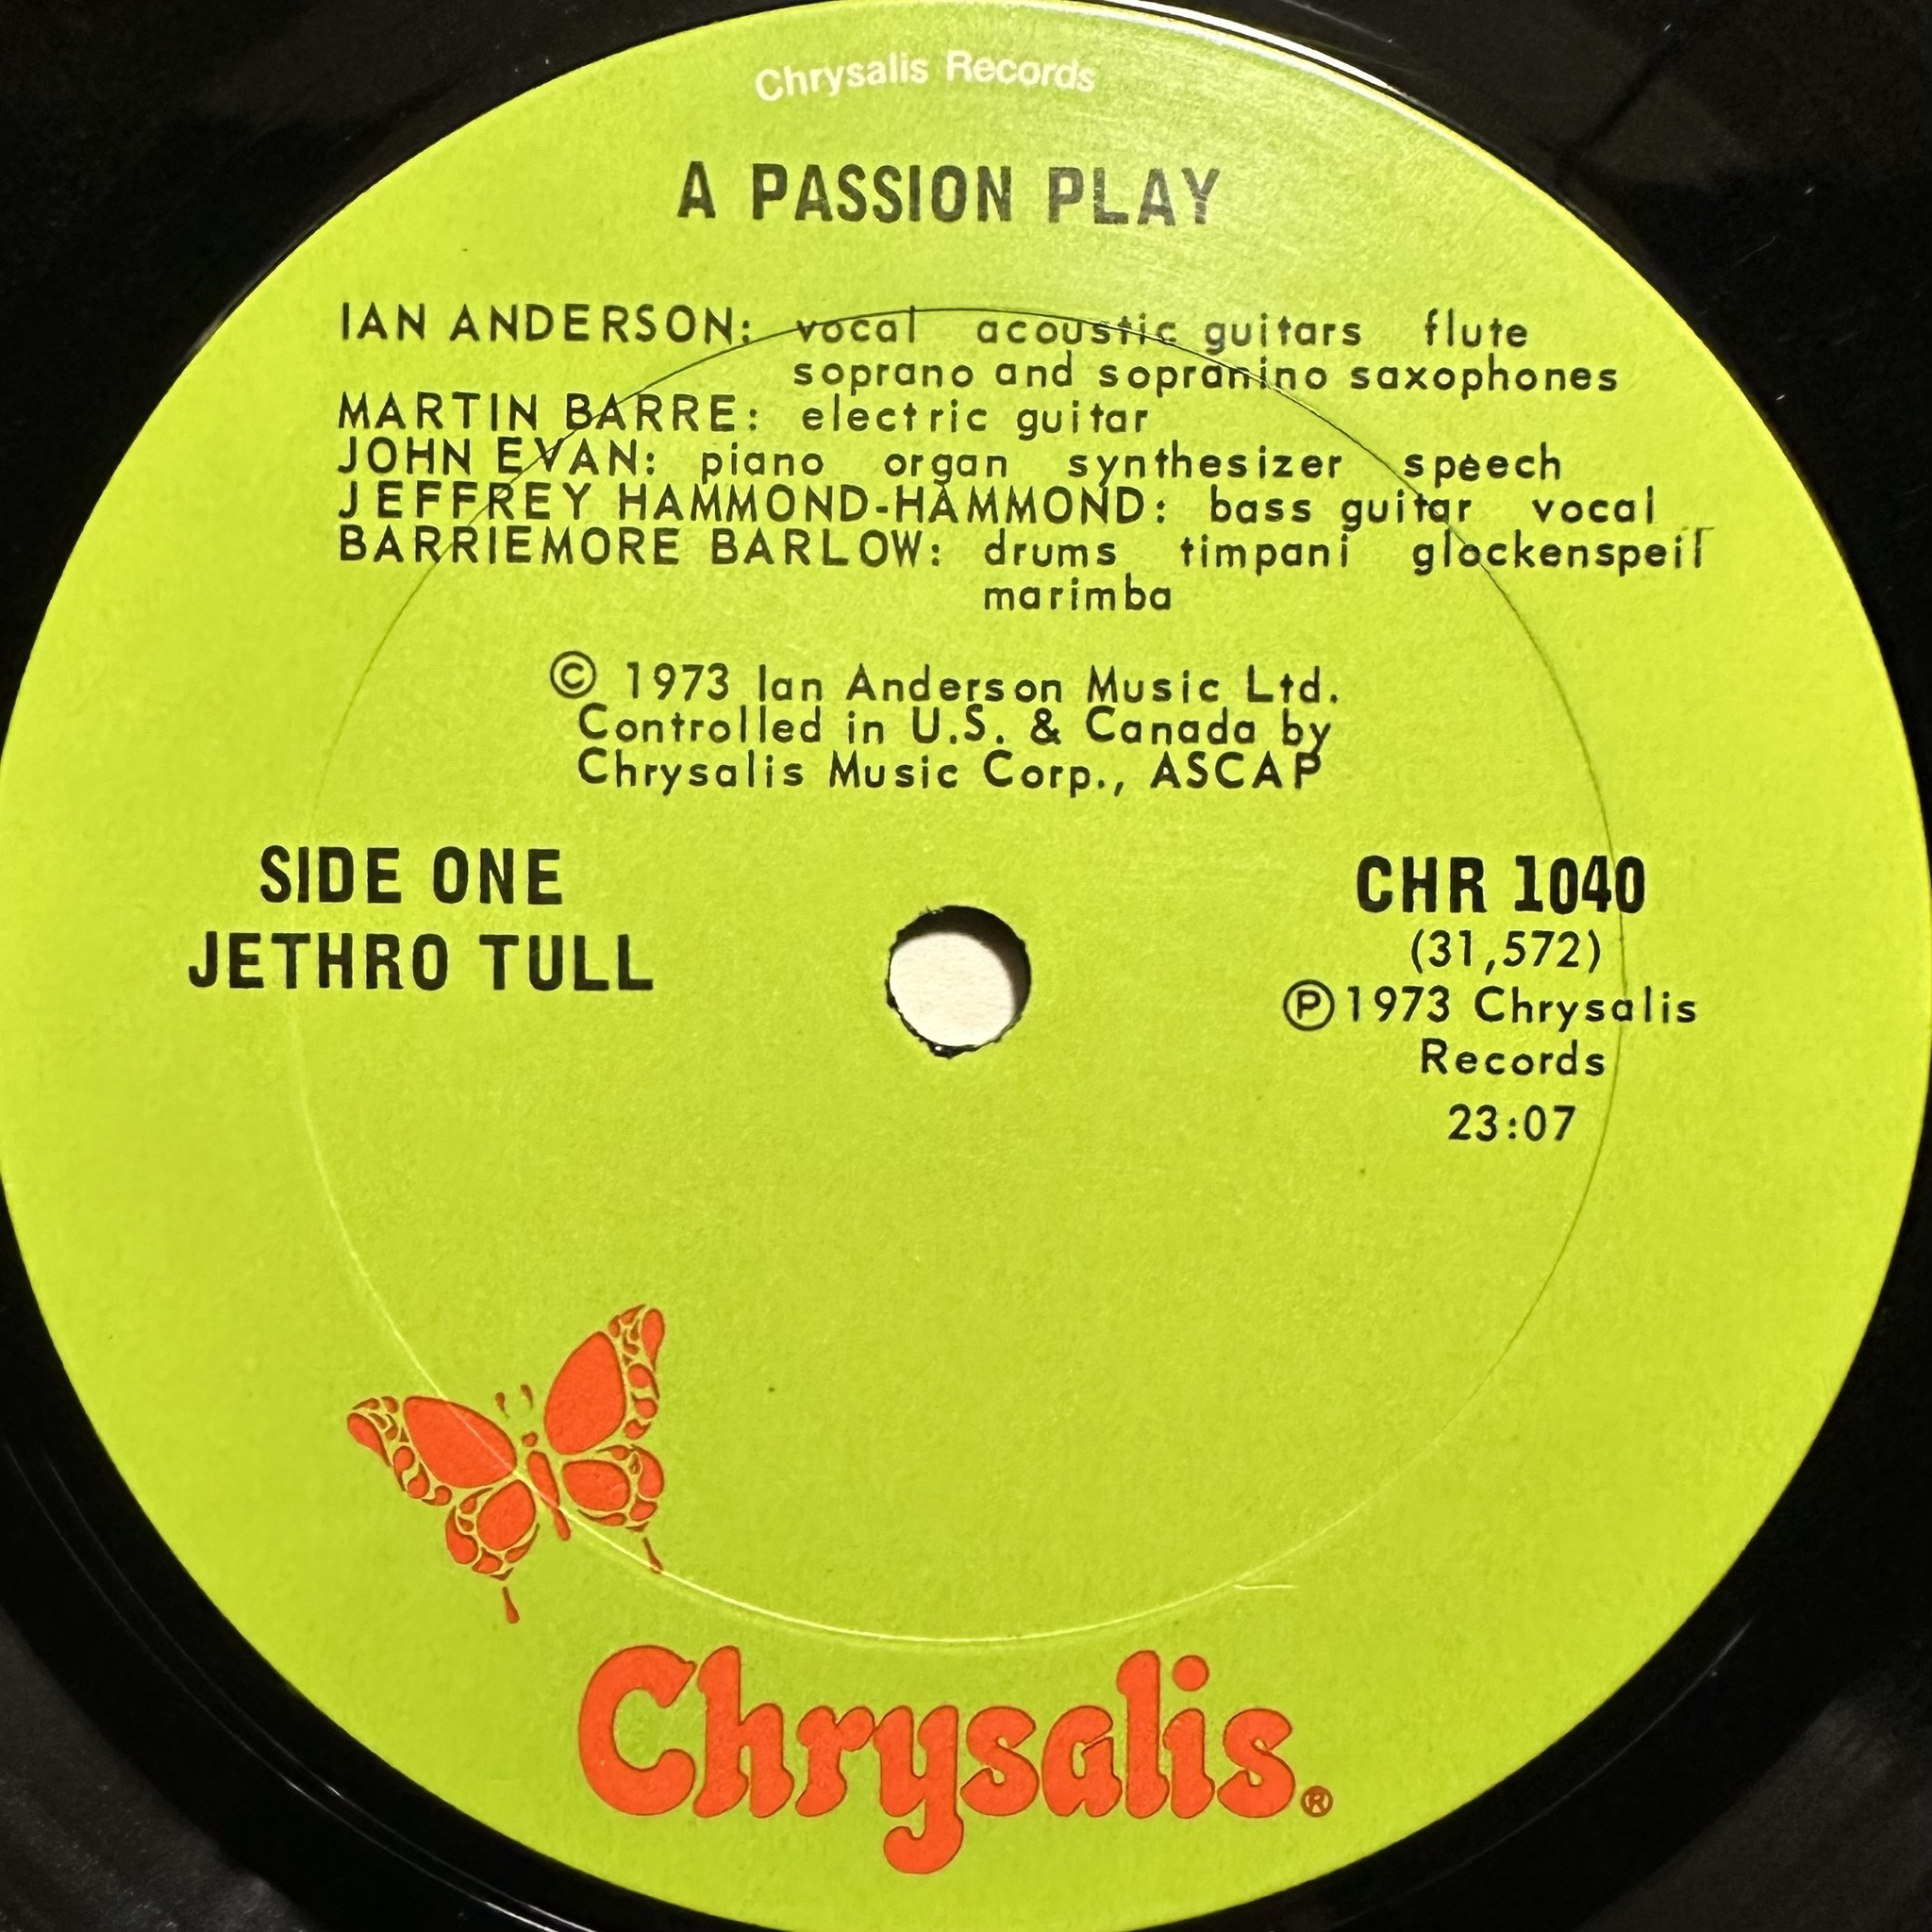 Chrysalis Records
A PASSION PLAY
IAN ANDERSON: vocal acoustic guitars flute
soprano and sopranino saxophones
MARTIN BARRE: electric guitar
JOHN EVAN: piano organ synthesizer speech
JEFFREY HAMMOND-HAMMOND: bass guitar vocal
BARRIEMORE BARLOW: drums timpani glockenspeil
marimba
© 1973 Ian Anderson Music Ltd.
Controlled in U.S. & Canada by
Chrysalis Music Corp., ASCAP
SIDE ONE
JETHRO TULL
CHR 1040
(31,572)
℗1973 Chrysalis
Records
23:07
Chrysalis®